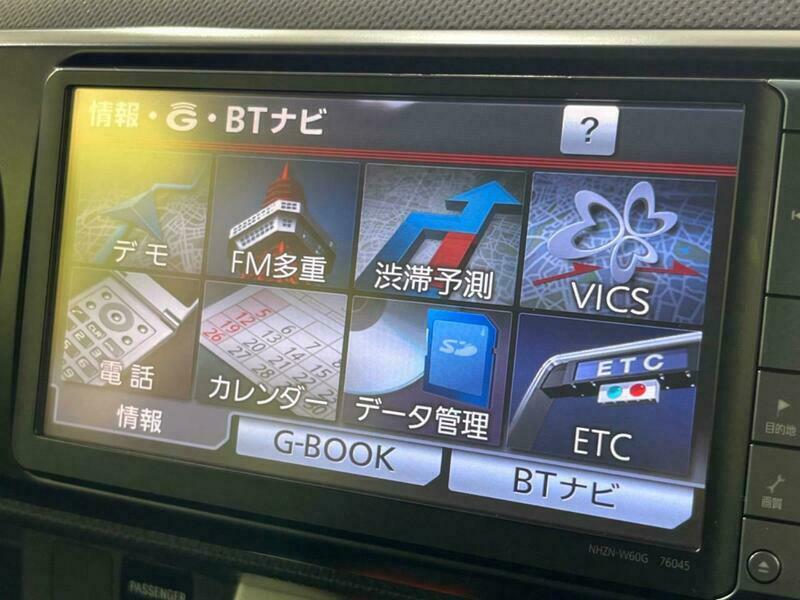 情報・G・BTナビ
?
デモ
FM多重
渋滞予測
VICS
電話
カレンダー
データ管理
ETC
ETC
SD
情報
G-BOOK
BTナビ
目的地
画質
NHZN-W60G 76045
PASSENGER